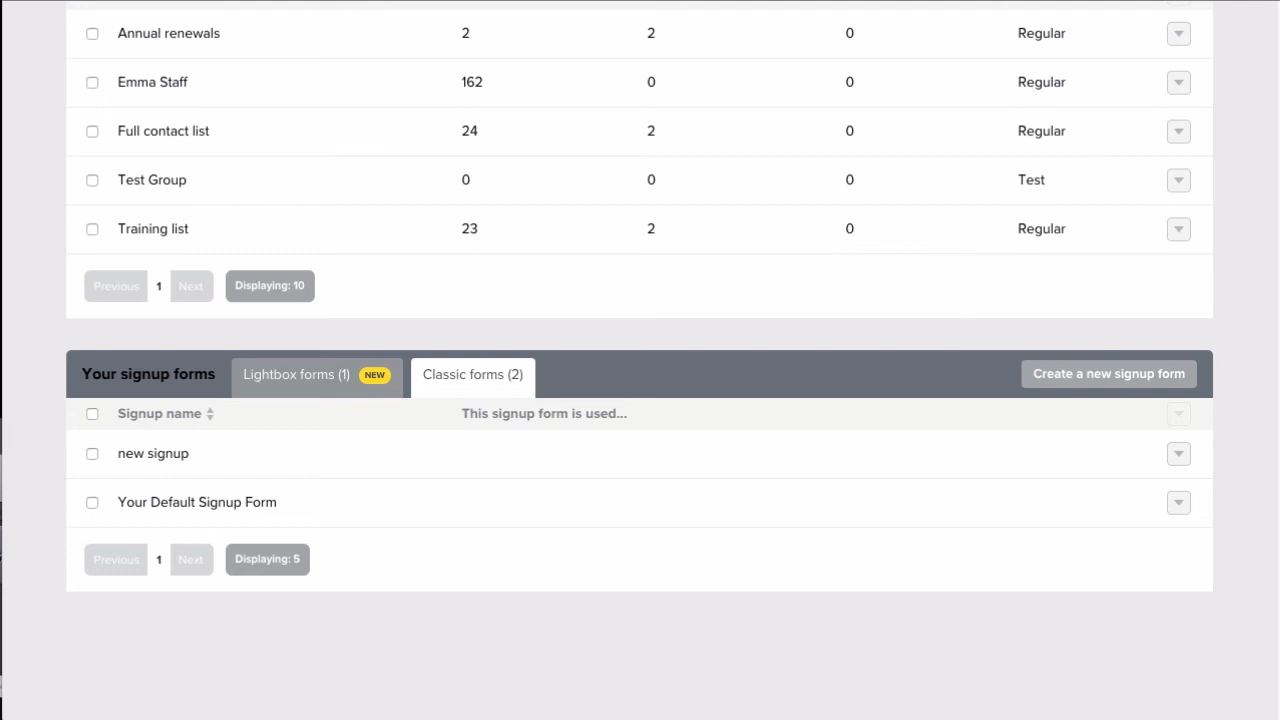 Annual renewals 2 2 0 Regular
Emma Staff 162 0 0 Regular
Full contact list 24 2 0 Regular
Test Group 0 0 0 Test
Training list 23 2 0 Regular
Previous 1 Next Displaying: 10
Your signup forms Lightbox forms (1) NEW Classic forms (2) Create a new signup form
Signup name This signup form is used...
new signup
Your Default Signup Form
Previous 1 Next Displaying: 5